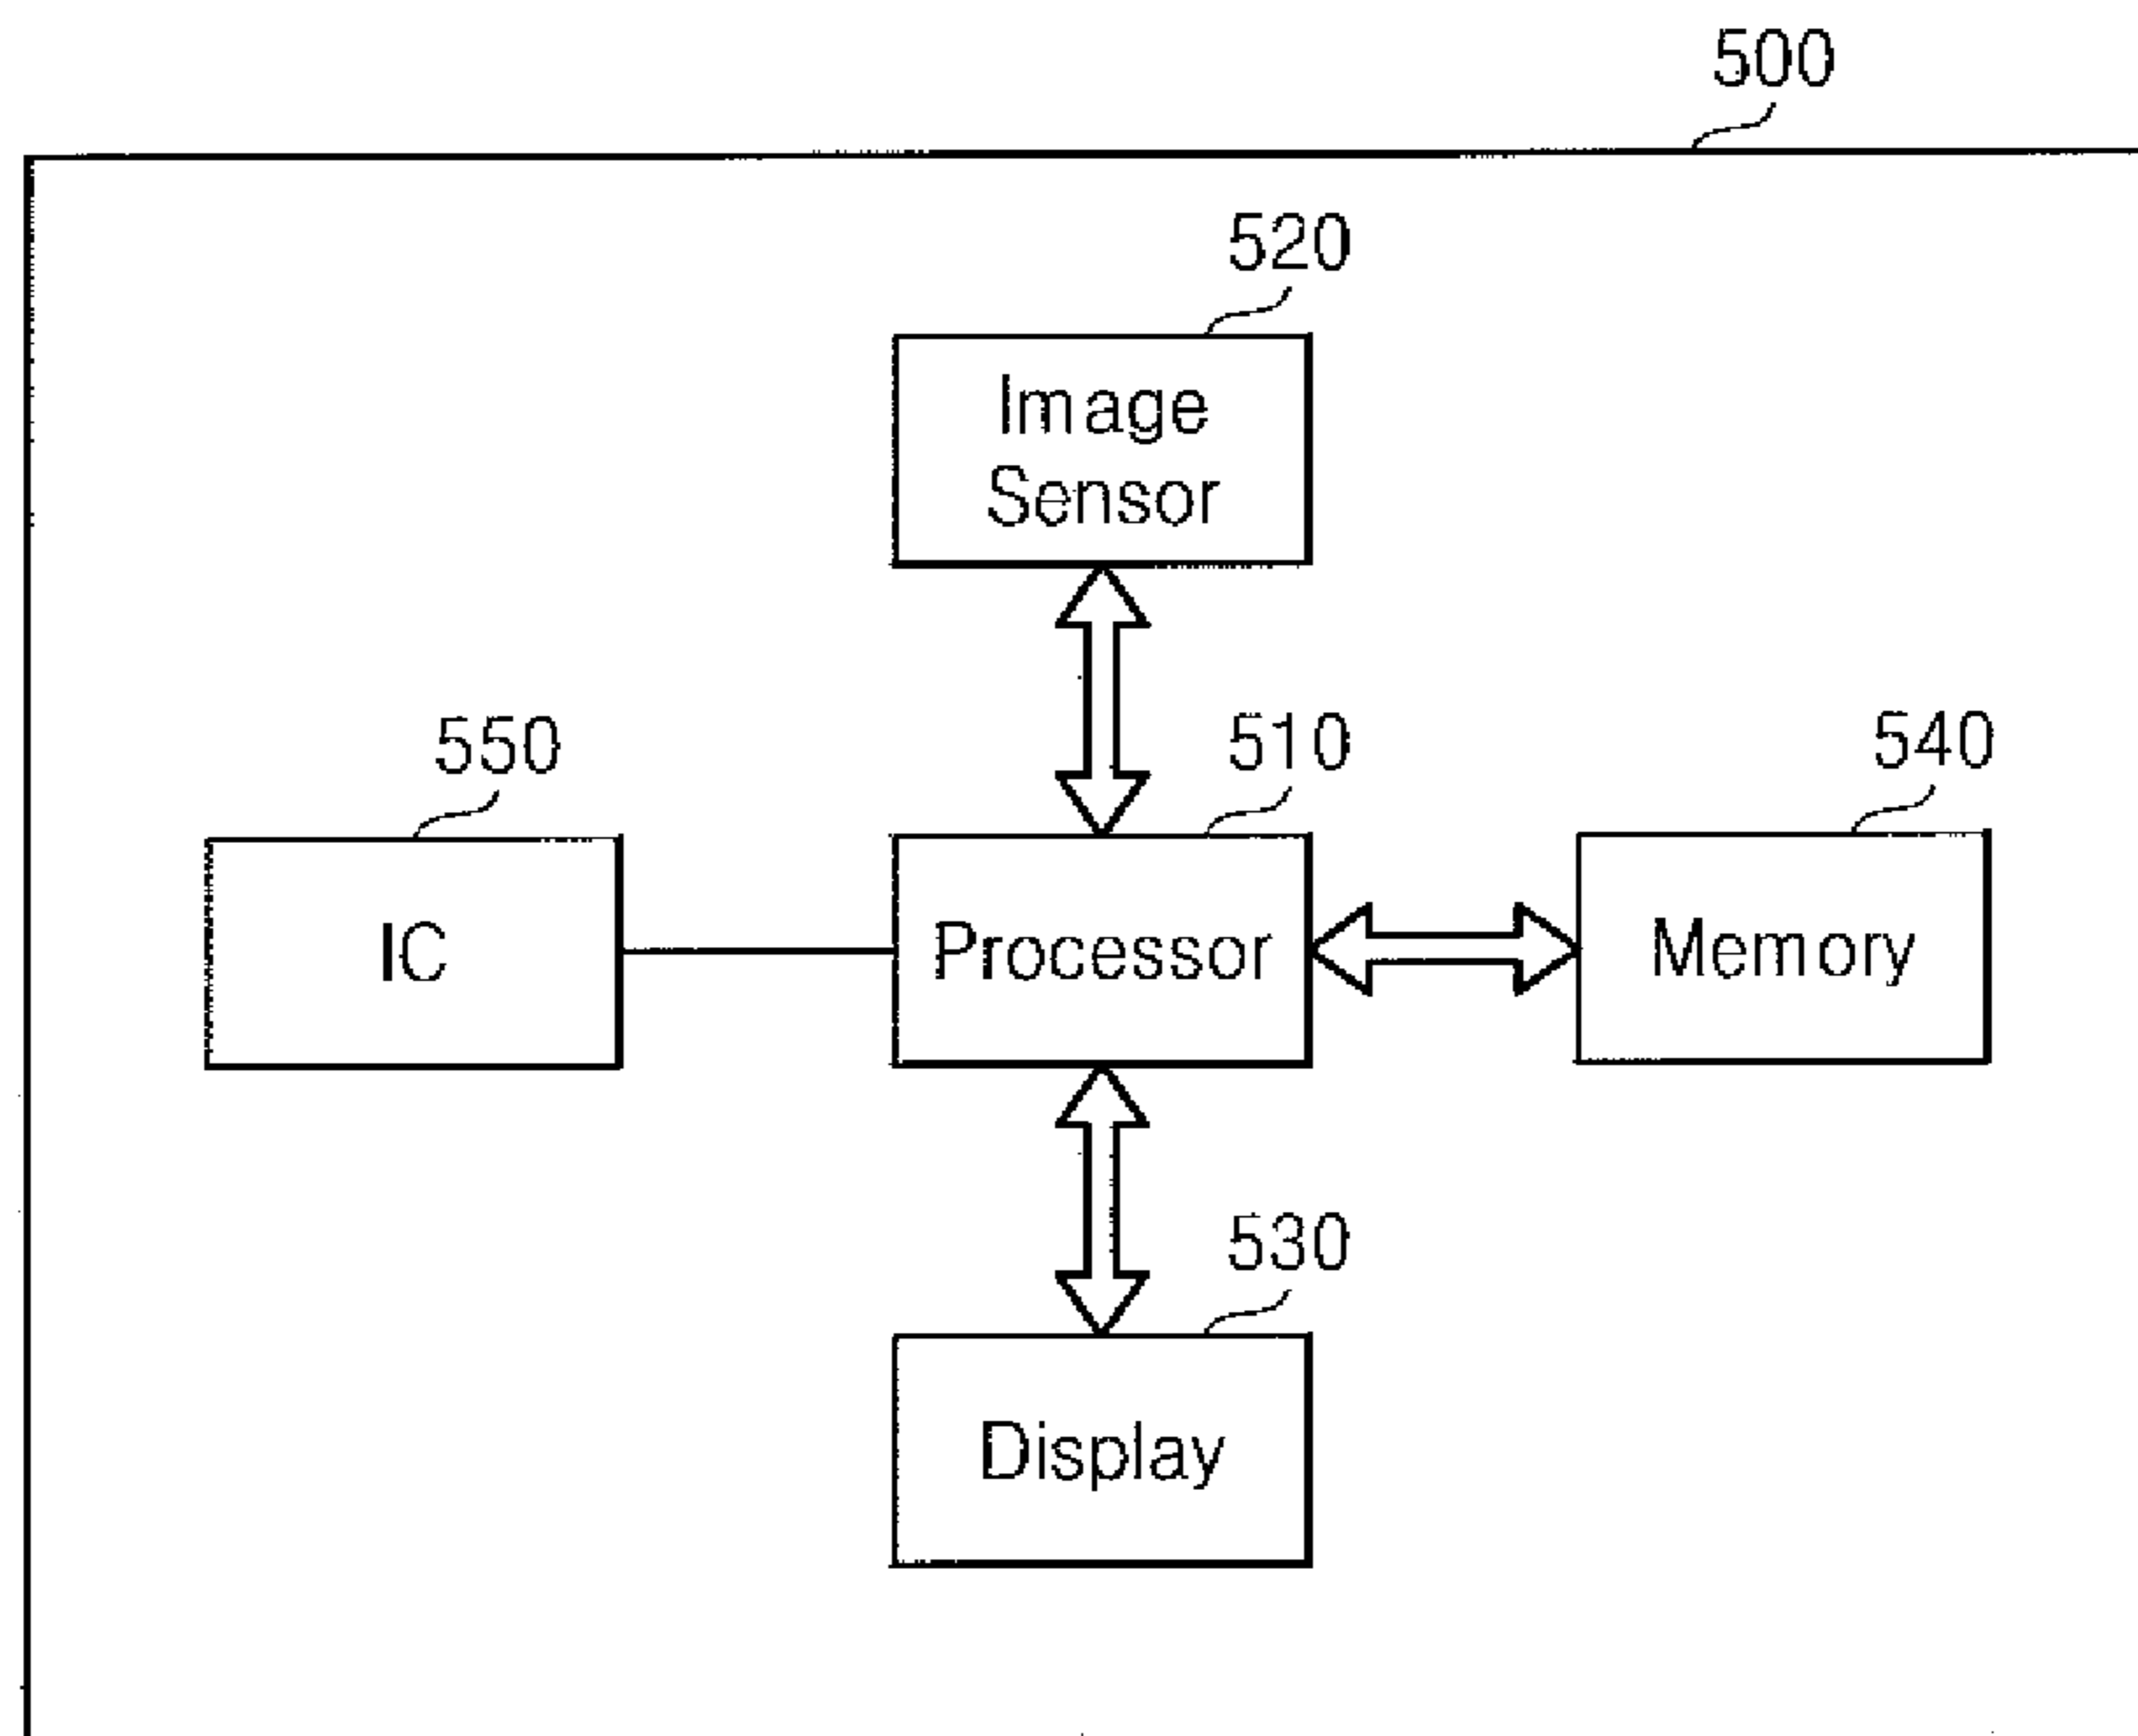 500
520
Image
Sensor
550
510
540
IC
Processor
Memory
530
Display